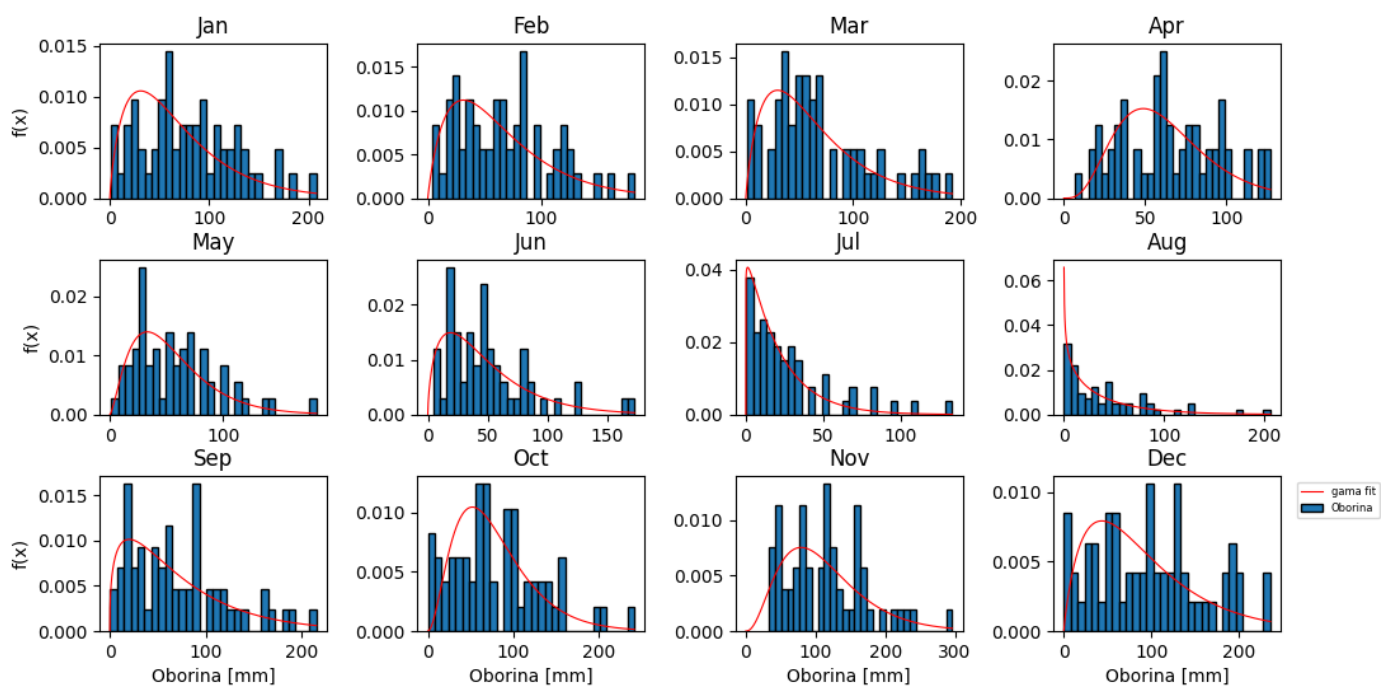 Jan Feb Mar Apr
f(x)
0.015
0.010
0.005
0.000
0 100 200
0.015
0.010
0.005
0.000
0 100
0.015
0.010
0.005
0.000
0 100 200
0.02
0.01
0.00
0 50 100
May Jun Jul Aug
f(x)
0.02
0.01
0.00
0 100
0.02
0.01
0.00
0 50 100 150
0.04
0.02
0.00
0 50 100
0.06
0.04
0.02
0.00
0 100 200
Sep Oct Nov Dec
f(x)
0.015
0.010
0.005
0.000
0 100 200
Oborina [mm]
0.010
0.005
0.000
0 100 200
Oborina [mm]
0.010
0.005
0.000
0 100 200 300
Oborina [mm]
0.010
0.005
0.000
0 100 200
Oborina [mm]
gama fit
Oborina